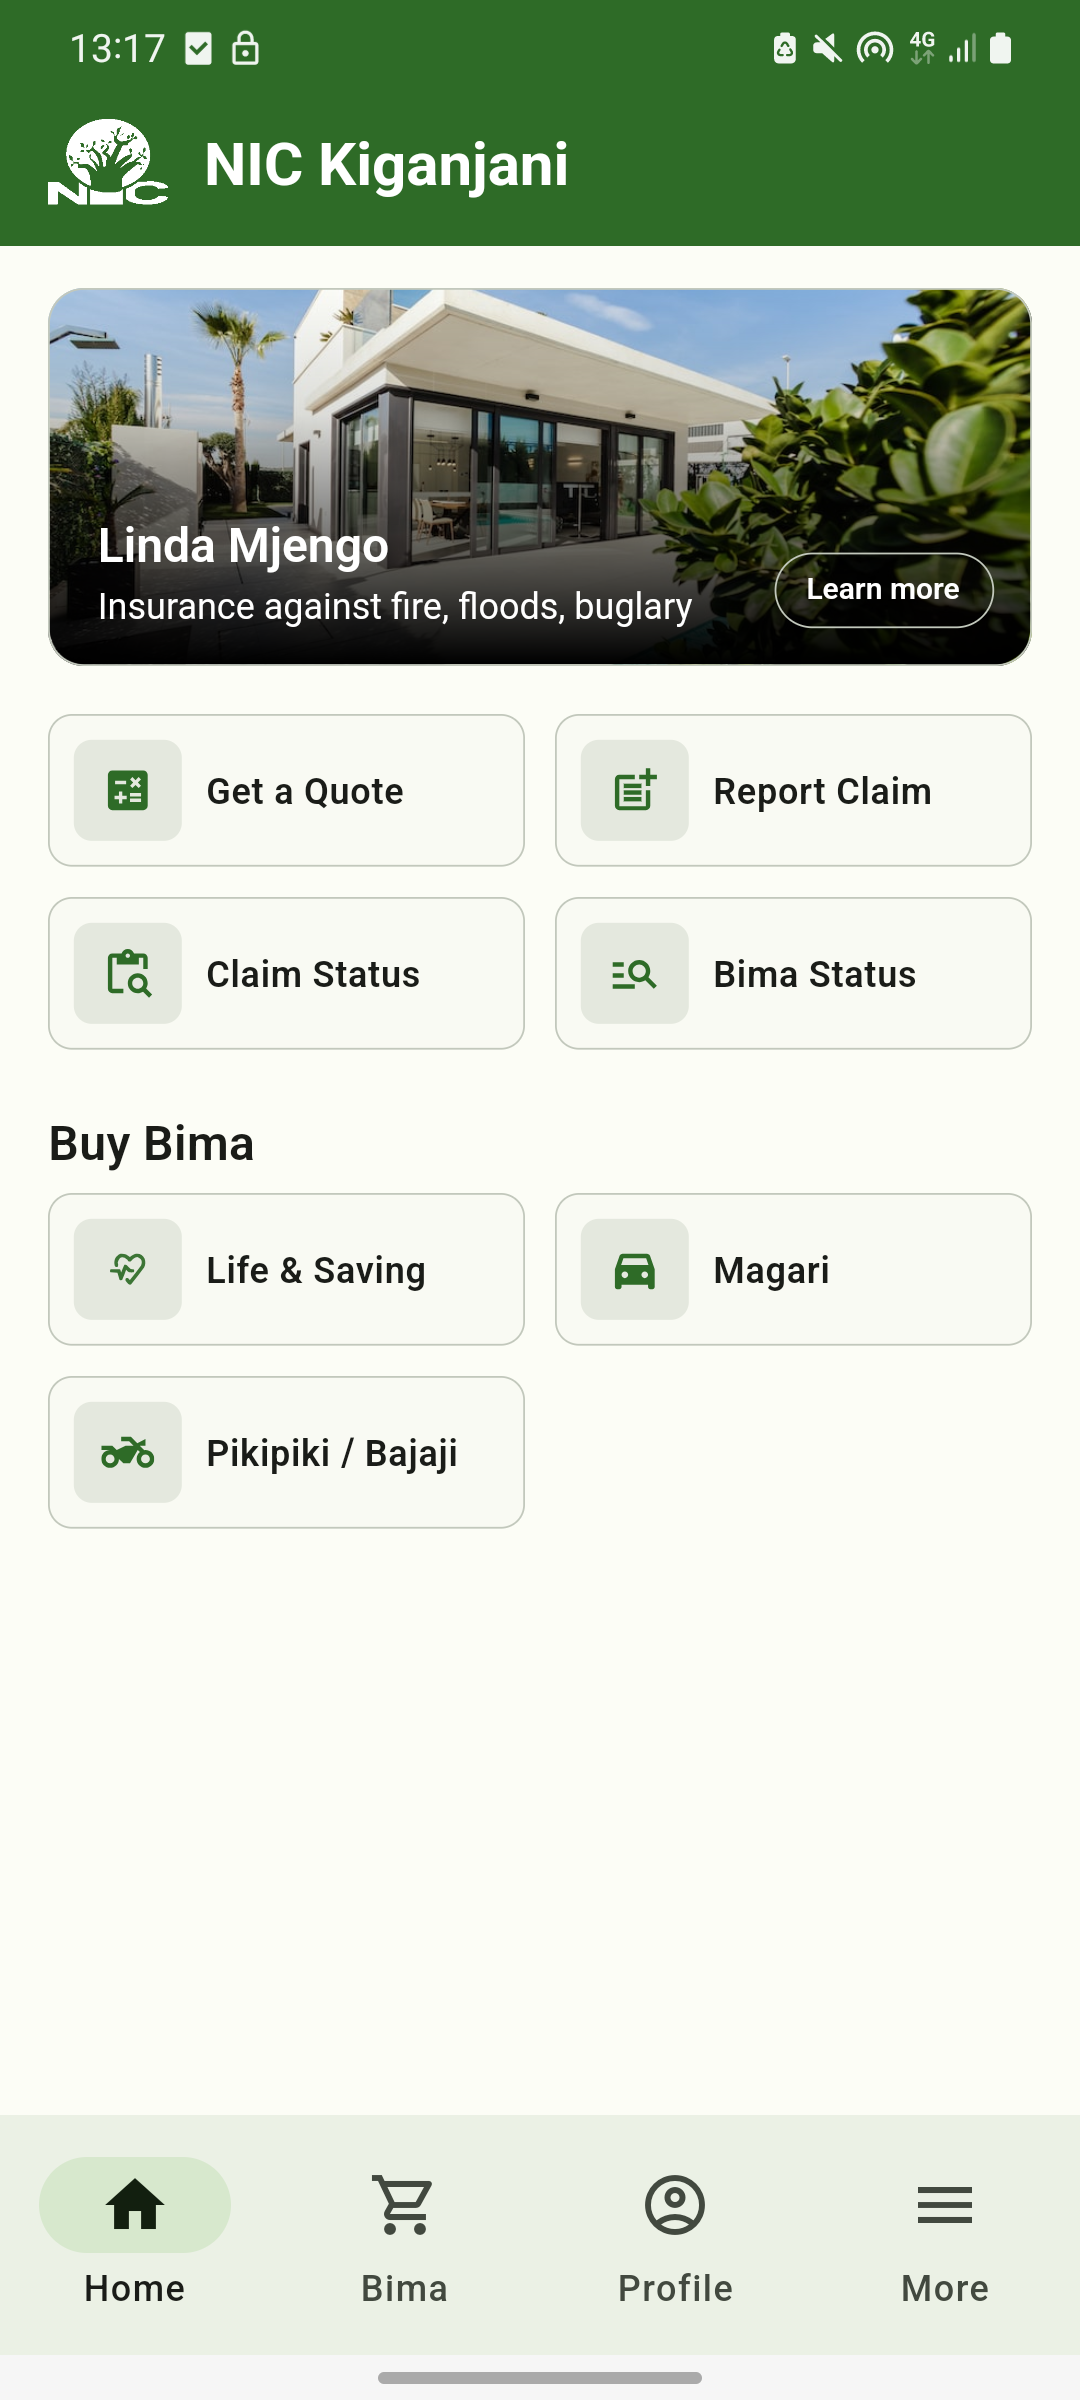 13:17
4G
NIC
NIC Kiganjani
Linda Mjengo
Insurance against fire, floods, buglary
Learn more
Get a Quote
Report Claim
Claim Status
Bima Status
Buy Bima
Life & Saving
Magari
Pikipiki / Bajaji
Home
Bima
Profile
More